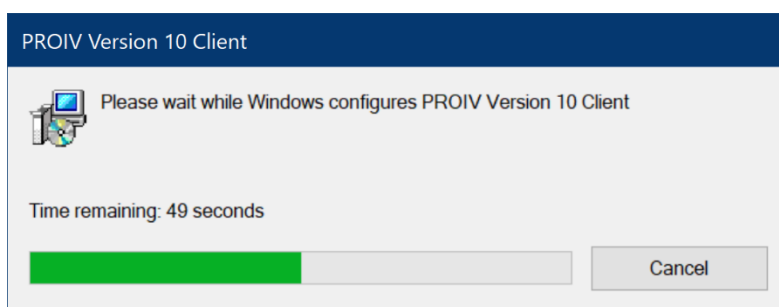 PROIV Version 10 Client
Please wait while Windows configures PROIV Version 10 Client
Time remaining: 49 seconds
Cancel